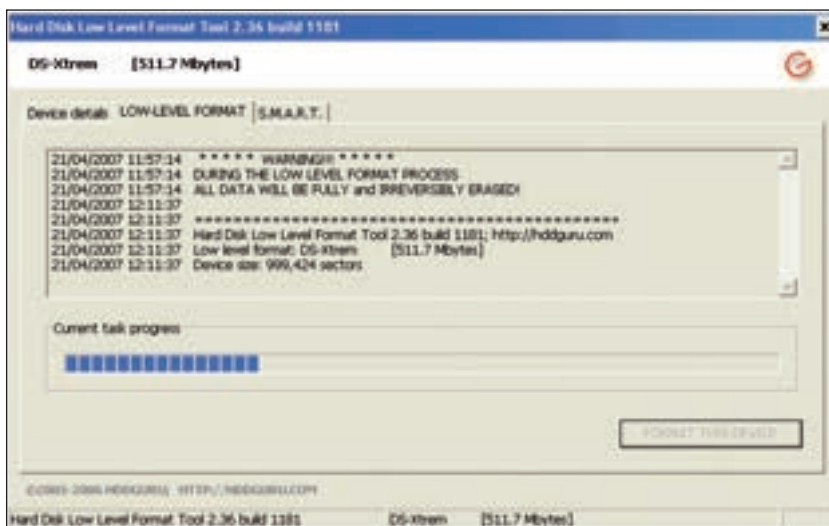 Hard Disk Low Level Format Tool 2.36 build 1181
DS-Xtrem [511.7 Mbytes]
Device details LOW-LEVEL FORMAT S.M.A.R.T.
21/04/2007 11:57:14 * * * * * WARNING!!! * * * * *
21/04/2007 11:57:14 DURING THE LOW LEVEL FORMAT PROCESS
21/04/2007 11:57:14 ALL DATA WILL BE FULLY and IRREVERSIBLY ERASED!
21/04/2007 12:11:37
21/04/2007 12:11:37 **********************************************
21/04/2007 12:11:37 Hard Disk Low Level Format Tool 2.36 build 1181; http://hddguru.com
21/04/2007 12:11:37 Low level format: DS-Xtrem [511.7 Mbytes]
21/04/2007 12:11:37 Device size: 999,424 sectors
Current task progress
FORMAT THIS DEVICE
©2005-2006 HDDGURU, HTTP://HDDGURU.COM
Hard Disk Low Level Format Tool 2.36 build 1181 DS-Xtrem [511.7 Mbytes]